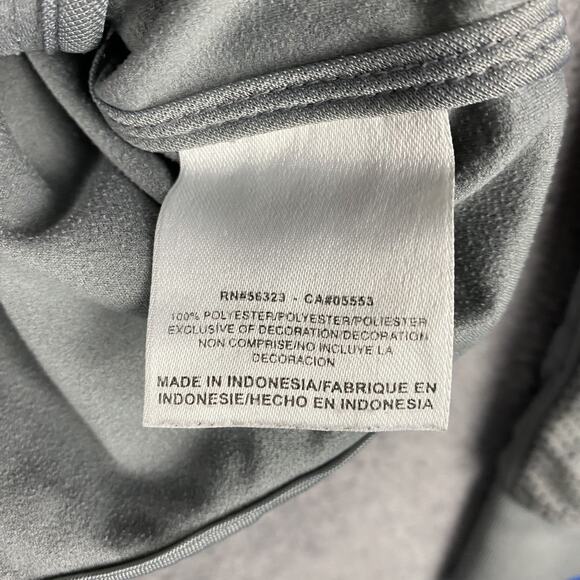 RN#56323 - CA#05553
100% POLYESTER/POLYESTER/POLIESTER
EXCLUSIVE OF DECORATION/DECORATION
NON COMPRISE/NO INCLUYE LA
DECORACION
MADE IN INDONESIA/FABRIQUE EN
INDONESIE/HECHO EN INDONESIA